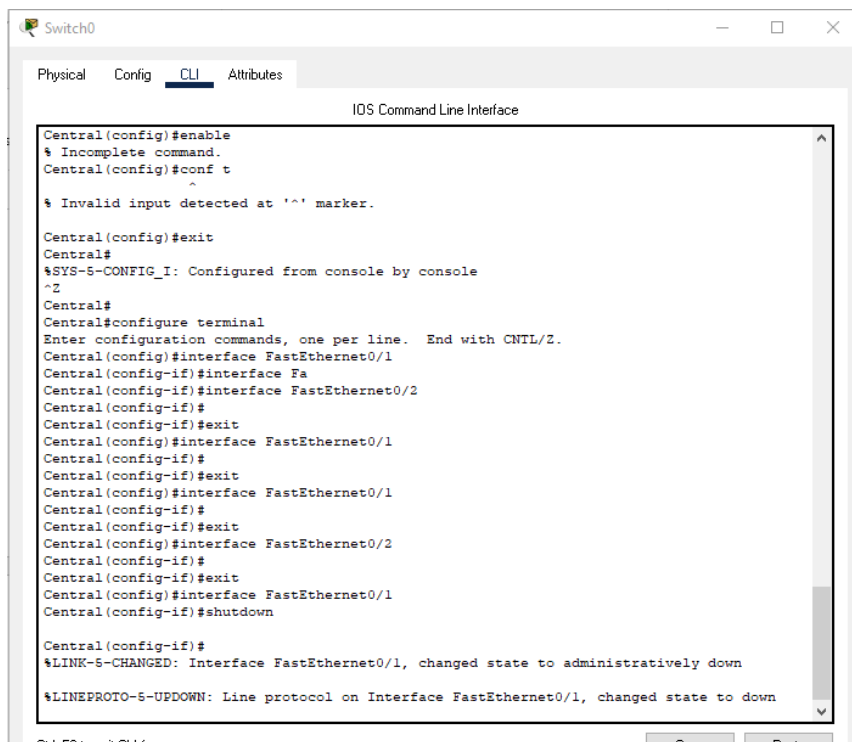 Switch0
Physical Config CLI Attributes
IOS Command Line Interface
Central(config)#enable
% Incomplete command.
Central(config)#conf t
^
% Invalid input detected at '^' marker.
Central(config)#exit
Central#
%SYS-5-CONFIG_I: Configured from console by console
^Z
Central#
Central#configure terminal
Enter configuration commands, one per line.  End with CNTL/Z.
Central(config)#interface FastEthernet0/1
Central(config-if)#interface Fa
Central(config-if)#interface FastEthernet0/2
Central(config-if)#
Central(config-if)#exit
Central(config)#interface FastEthernet0/1
Central(config-if)#
Central(config-if)#exit
Central(config)#interface FastEthernet0/1
Central(config-if)#
Central(config-if)#exit
Central(config)#interface FastEthernet0/2
Central(config-if)#
Central(config-if)#exit
Central(config)#interface FastEthernet0/1
Central(config-if)#shutdown
Central(config-if)#
%LINK-5-CHANGED: Interface FastEthernet0/1, changed state to administratively down
%LINEPROTO-5-UPDOWN: Line protocol on Interface FastEthernet0/1, changed state to down